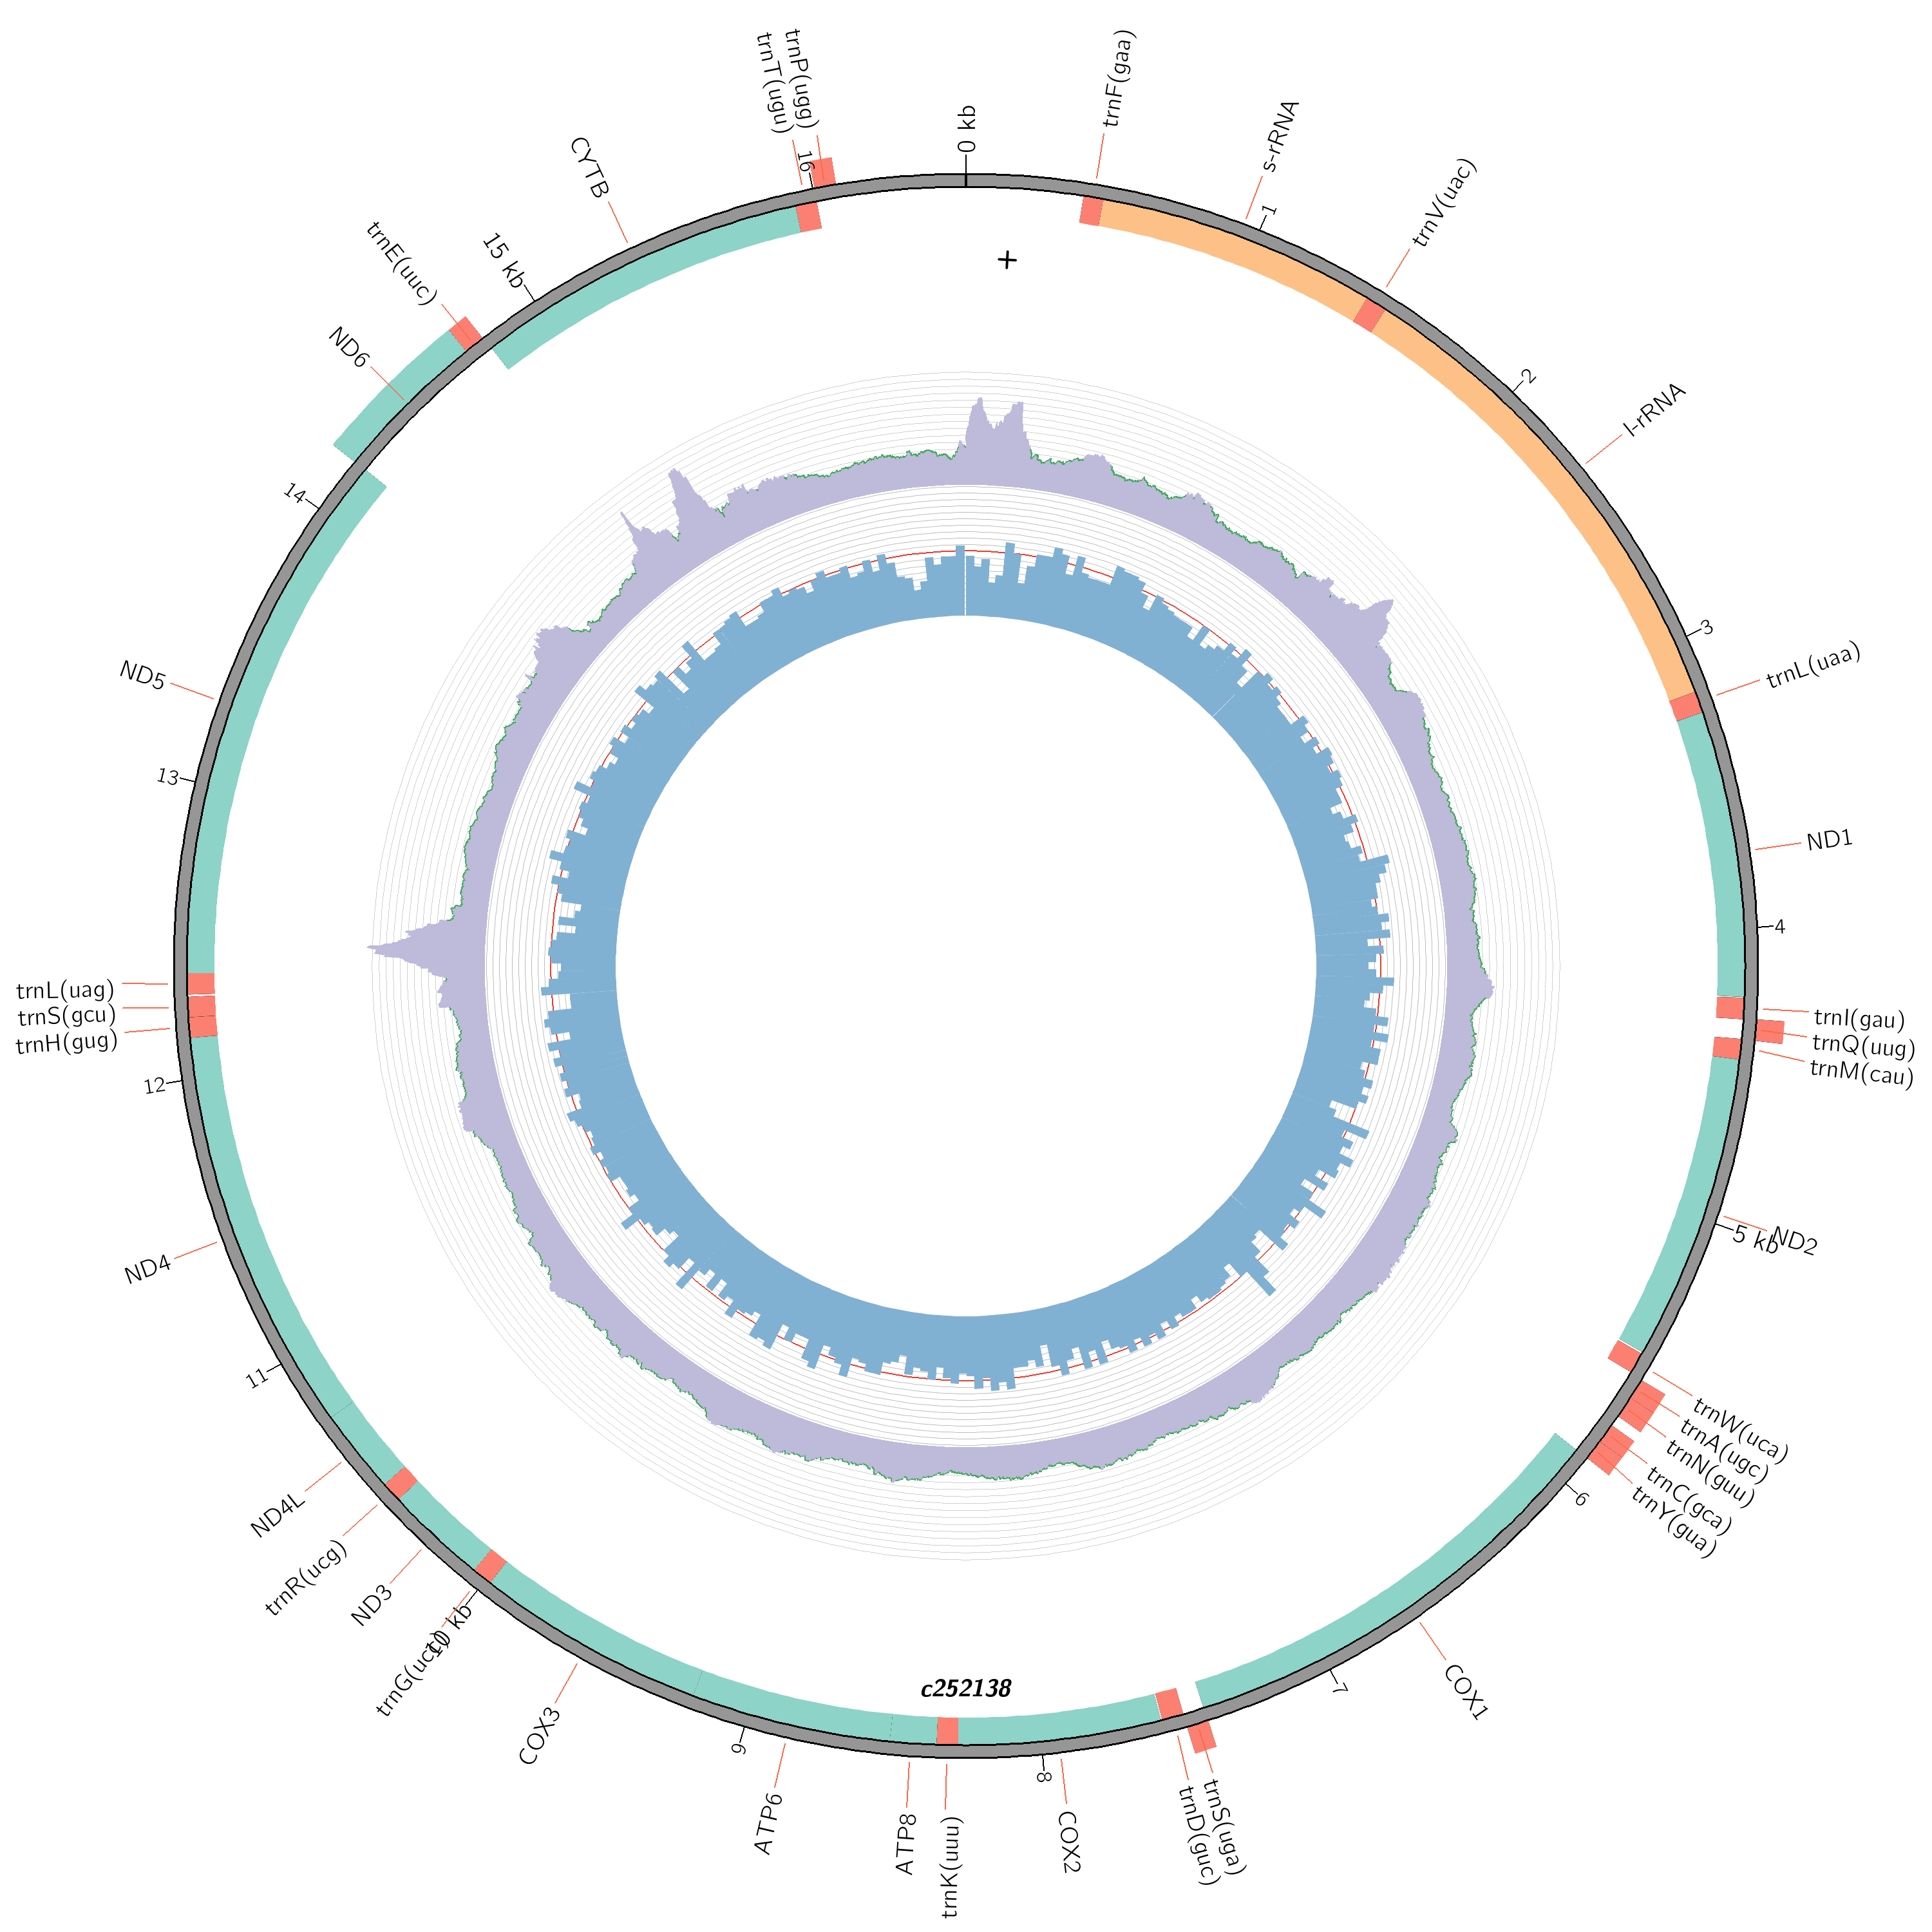 0 kb
trnF(gaa)
s-rRNA
1
trnV(uac)
2
l-rRNA
3
trnL(uaa)
ND1
4
trnI(gau)
trnQ(uug)
trnM(cau)
5 kb
ND2
trnW(uca)
trnA(ugc)
trnN(guu)
trnC(gca)
trnY(gua)
6
COX1
7
trnS(uga)
trnD(guc)
COX2
8
trnK(uuu)
ATP8
ATP6
9
COX3
10 kb
trnG(ucc)
ND3
trnR(ucg)
ND4L
11
ND4
12
trnH(gug)
trnS(gcu)
trnL(uag)
13
ND5
14
ND6
trnE(uuc)
15 kb
CYTB
trnT(ugu)
trnP(ugg)
16
+
c252138